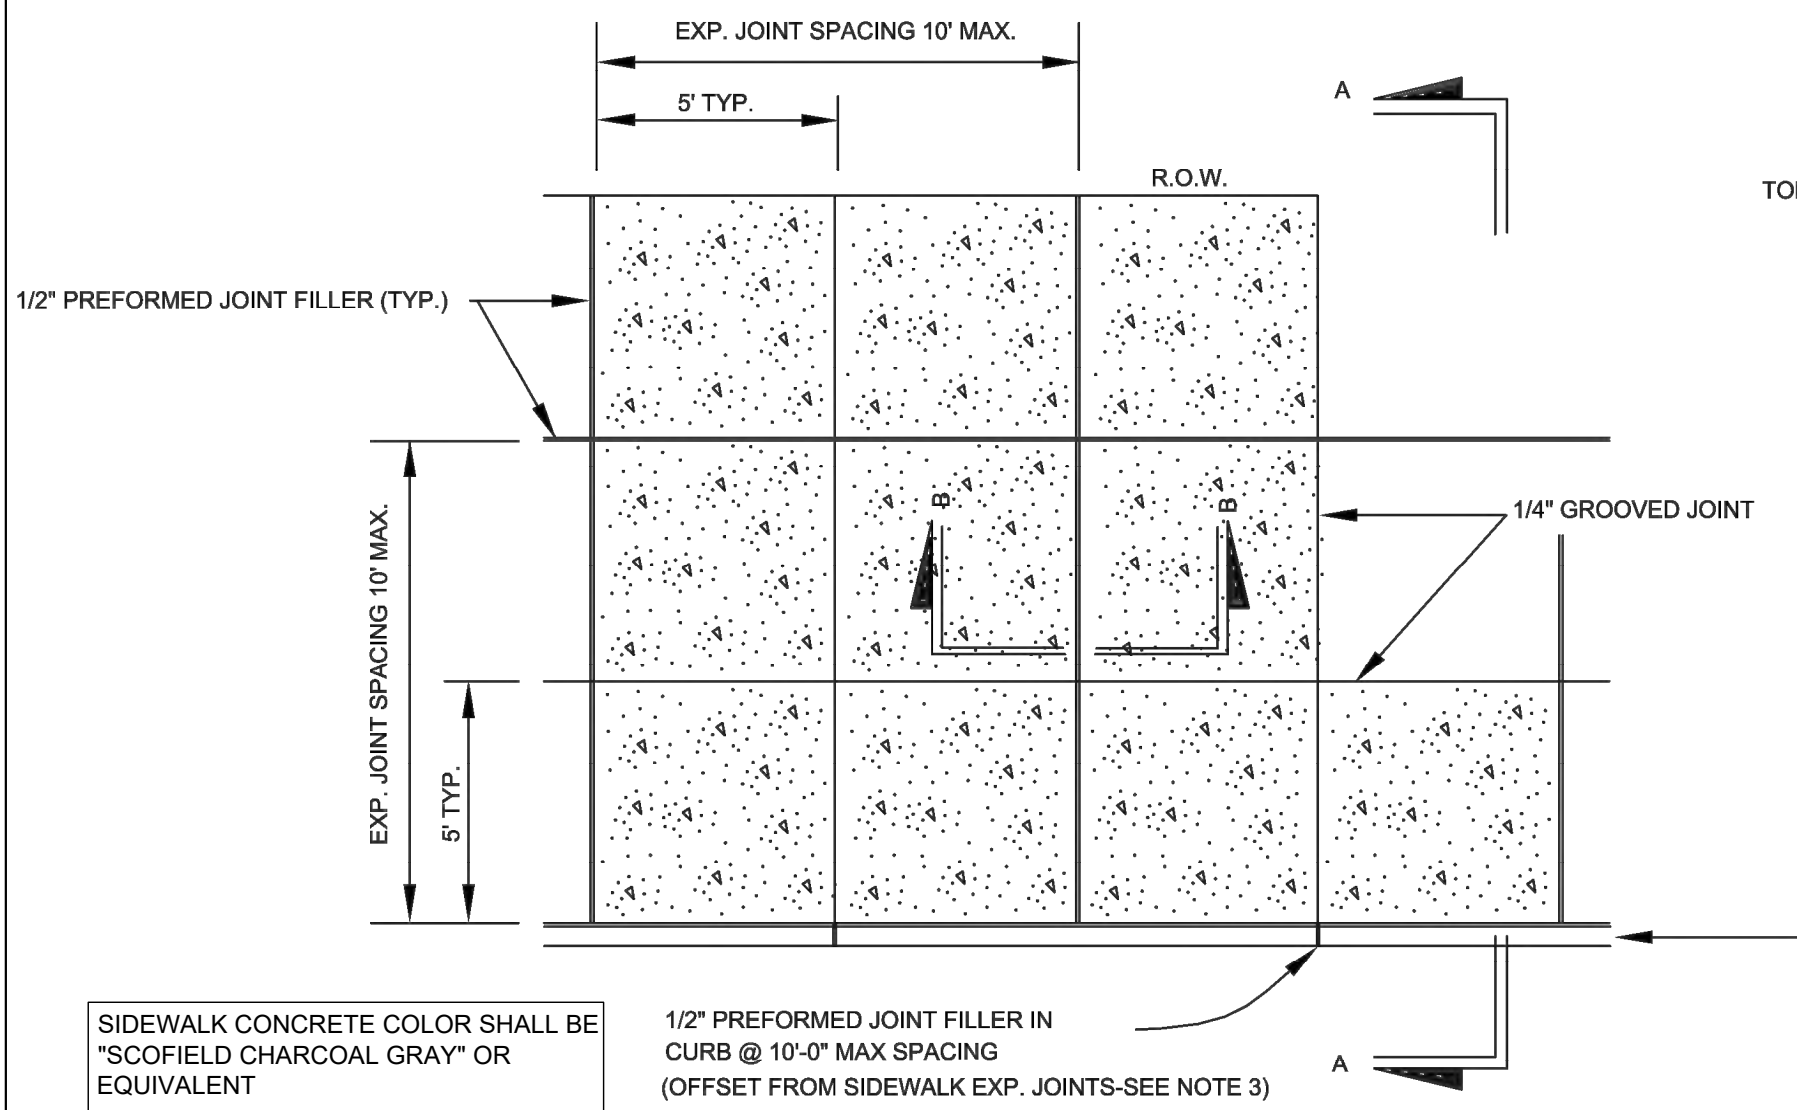 EXP. JOINT SPACING 10' MAX.
5' TYP.
A
R.O.W.
1/2" PREFORMED JOINT FILLER (TYP.)
EXP. JOINT SPACING 10' MAX.
5' TYP.
B
B
1/4" GROOVED JOINT
SIDEWALK CONCRETE COLOR SHALL BE
"SCOFIELD CHARCOAL GRAY" OR
EQUIVALENT
1/2" PREFORMED JOINT FILLER IN
CURB @ 10'-0" MAX SPACING
(OFFSET FROM SIDEWALK EXP. JOINTS-SEE NOTE 3)
A